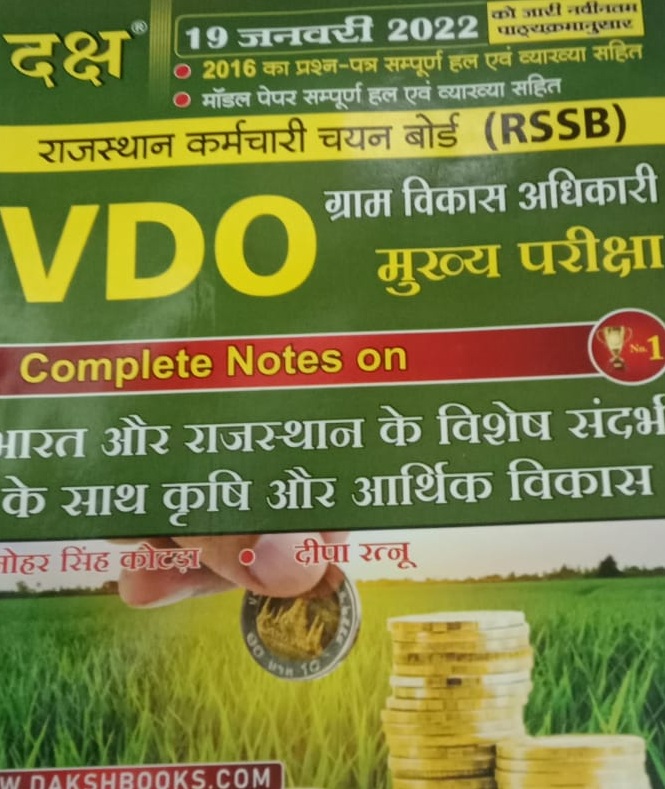 दक्ष®
19 जनवरी 2022 को जारी नवीनतम
पाठ्यक्रमानुसार
2016 का प्रश्न-पत्र सम्पूर्ण हल एवं व्याख्या सहित
मॉडल पेपर सम्पूर्ण हल एवं व्याख्या सहित
राजस्थान कर्मचारी चयन बोर्ड (RSSB)
VDO
ग्राम विकास अधिकारी
मुख्य परीक्षा
Complete Notes on
No. 1
भारत और राजस्थान के विशेष संदर्भ
के साथ कृषि और आर्थिक विकास
सिंह कोटड़ा • दीपा रत्नू
10
W.DAKSHBOOKS.COM